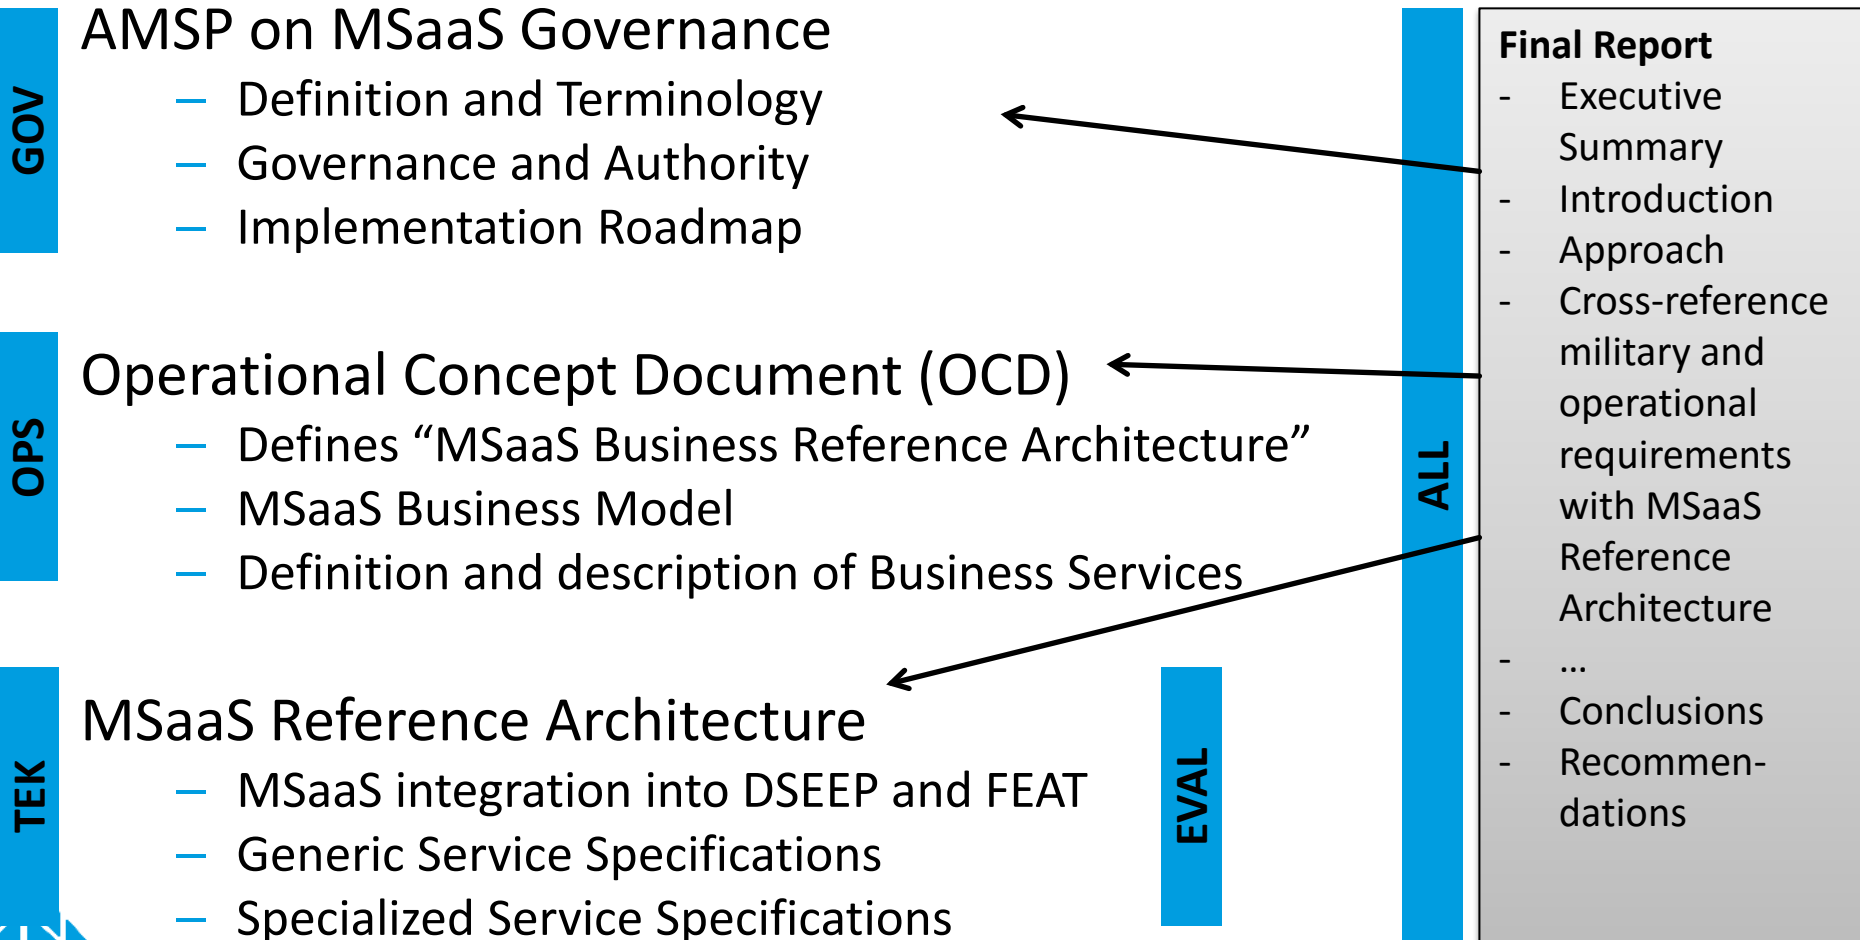 GOV
AMSP on MSaaS Governance
– Definition and Terminology
– Governance and Authority
– Implementation Roadmap
OPS
Operational Concept Document (OCD)
– Defines “MSaaS Business Reference Architecture”
– MSaaS Business Model
– Definition and description of Business Services
TEK
MSaaS Reference Architecture
– MSaaS integration into DSEEP and FEAT
– Generic Service Specifications
– Specialized Service Specifications
EVAL
ALL
Final Report
- Executive
Summary
- Introduction
- Approach
- Cross-reference
military and
operational
requirements
with MSaaS
Reference
Architecture
- ...
- Conclusions
- Recommen-
dations